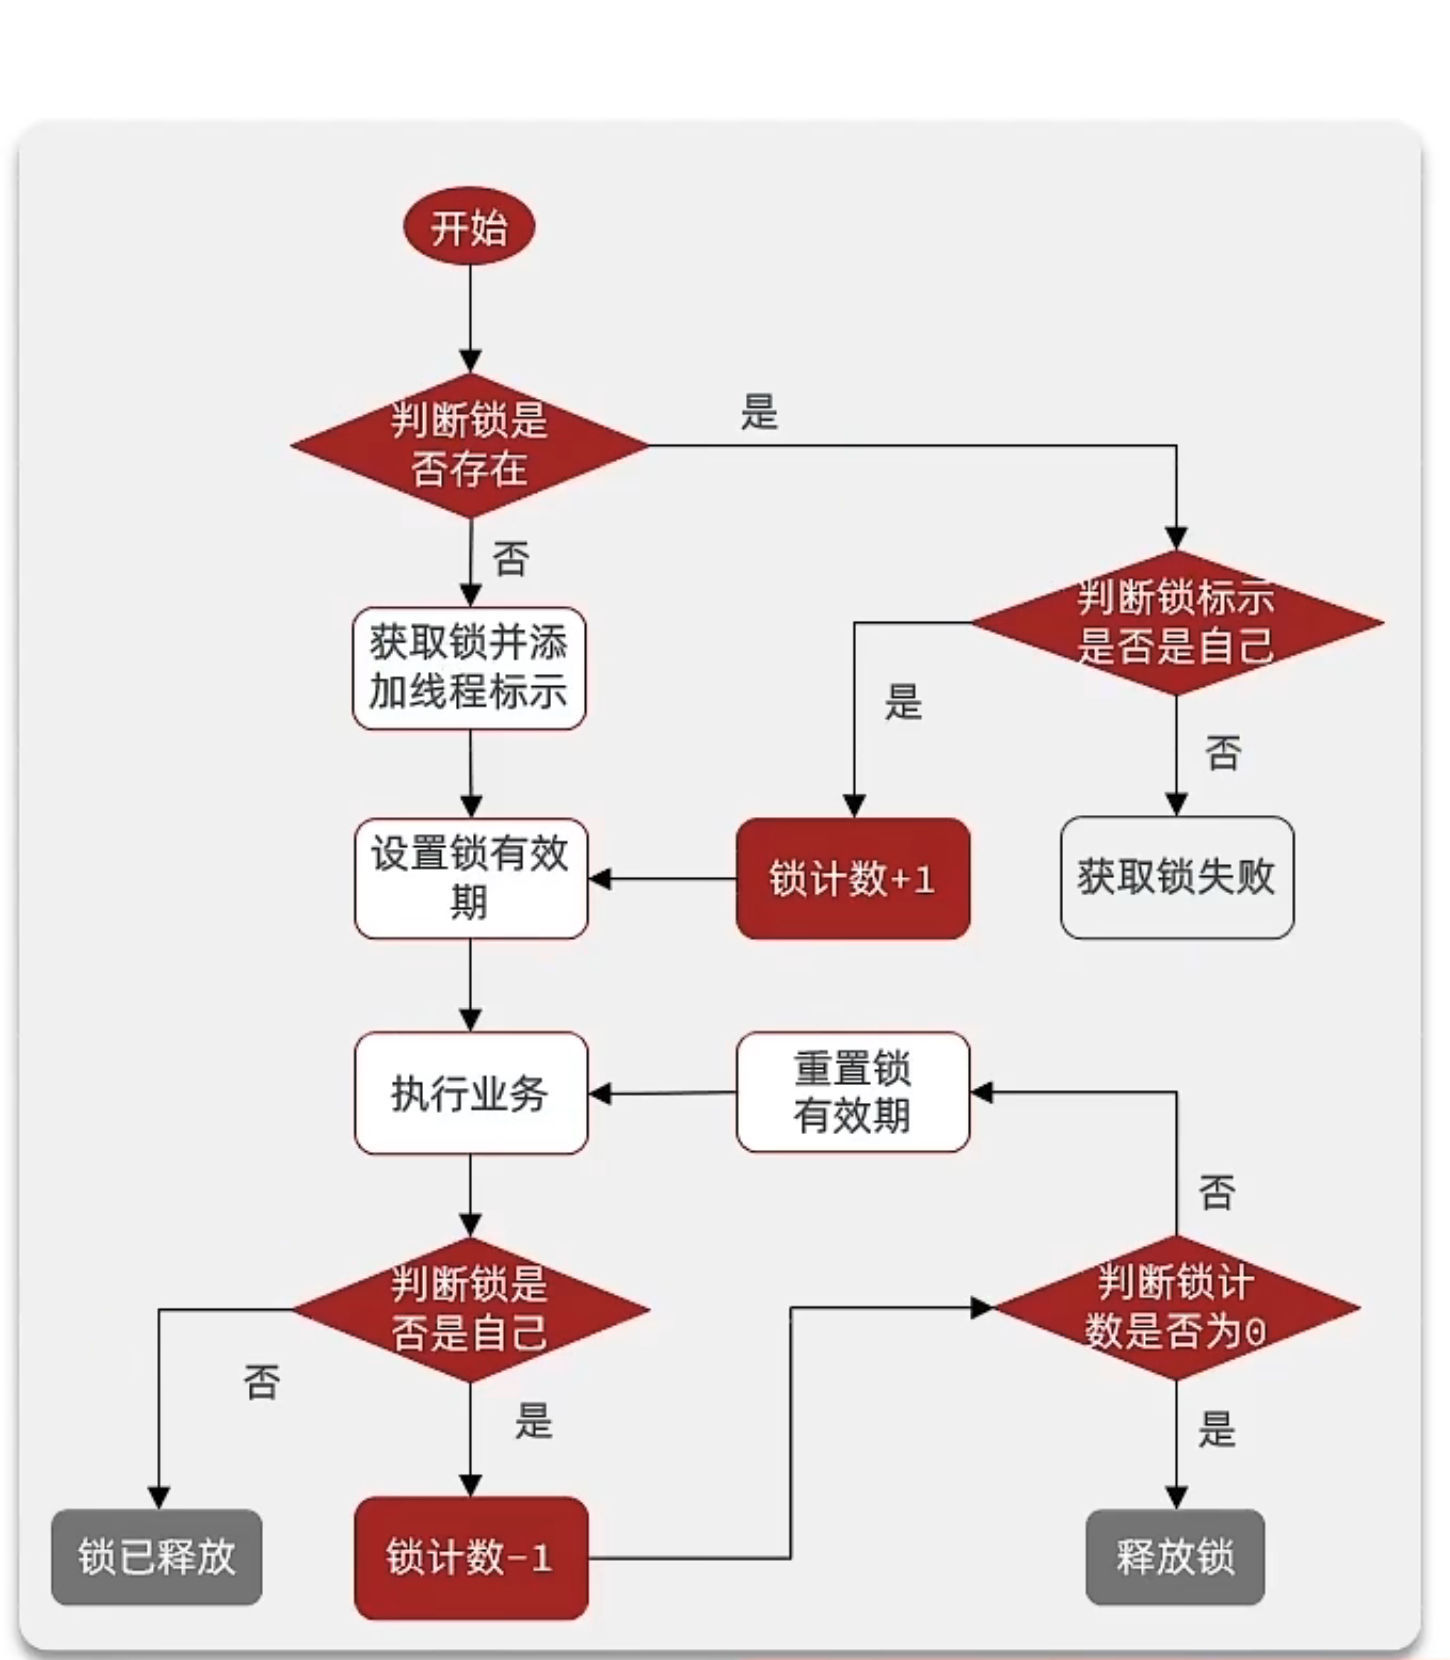 开始
判断锁是
否存在
是
否
判断锁标示
是否是自己
获取锁并添
加线程标示
是
否
设置锁有效
期
锁计数+1
获取锁失败
执行业务
重置锁
有效期
否
判断锁是
否是自己
判断锁计
数是否为0
否
是
是
锁已释放
锁计数-1
释放锁